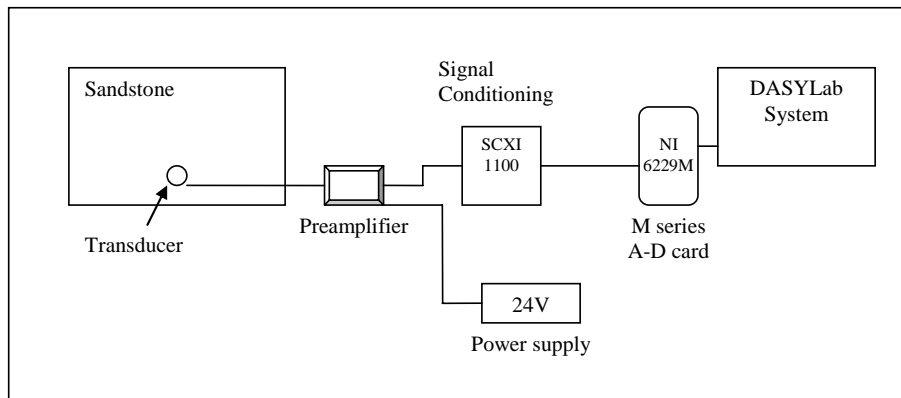 Sandstone
Transducer
Preamplifier
Signal
Conditioning
SCXI
1100
24V
Power supply
NI
6229M
M series
A-D card
DASYLab
System